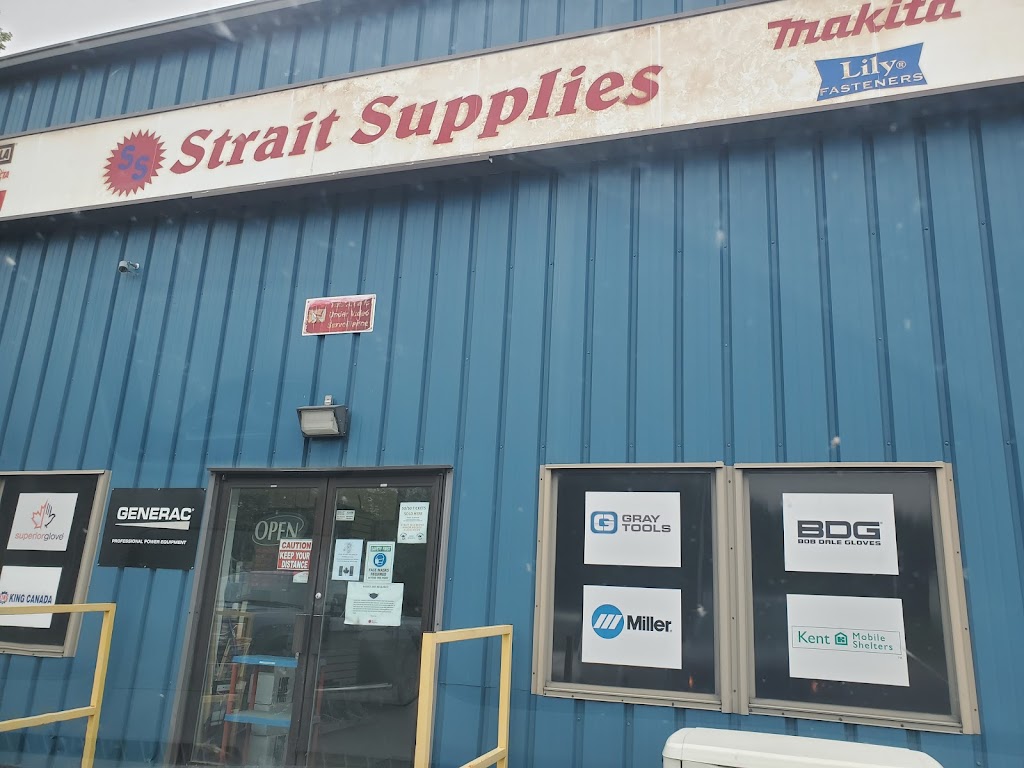 makita
Lily®
FASTENERS
SS
Strait Supplies
superiorglove
KING CANADA
GENERAC
PROFESSIONAL POWER EQUIPMENT
OPEN
CAUTION
KEEP YOUR
DISTANCE
GRAY
TOOLS
Miller
BDG
BOB DALE GLOVES
Kent
Mobile
Shelters